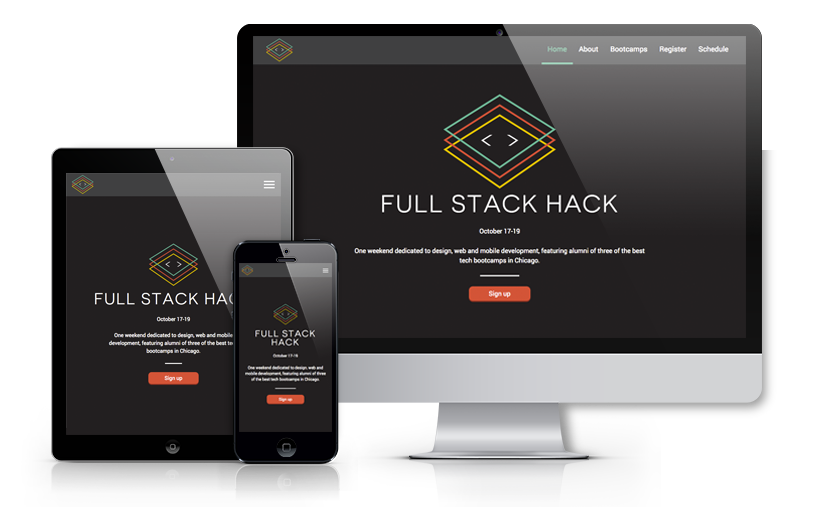 Home About Bootcamps Register Schedule
< >
FULL STACK HACK
October 17-19
One weekend dedicated to design, web and mobile development, featuring alumni of three of the best
tech bootcamps in Chicago.
Sign up
< >
FULL STACK HAC
October 17-19
One weekend dedicated to design, web and mobile
development, featuring alumni of three of the best tech
bootcamps in Chicago.
Sign up
FULL STACK
HACK
October 17-19
One weekend dedicated to design, web and
mobile development, featuring alumni of three
of the best tech bootcamps in Chicago.
Sign up